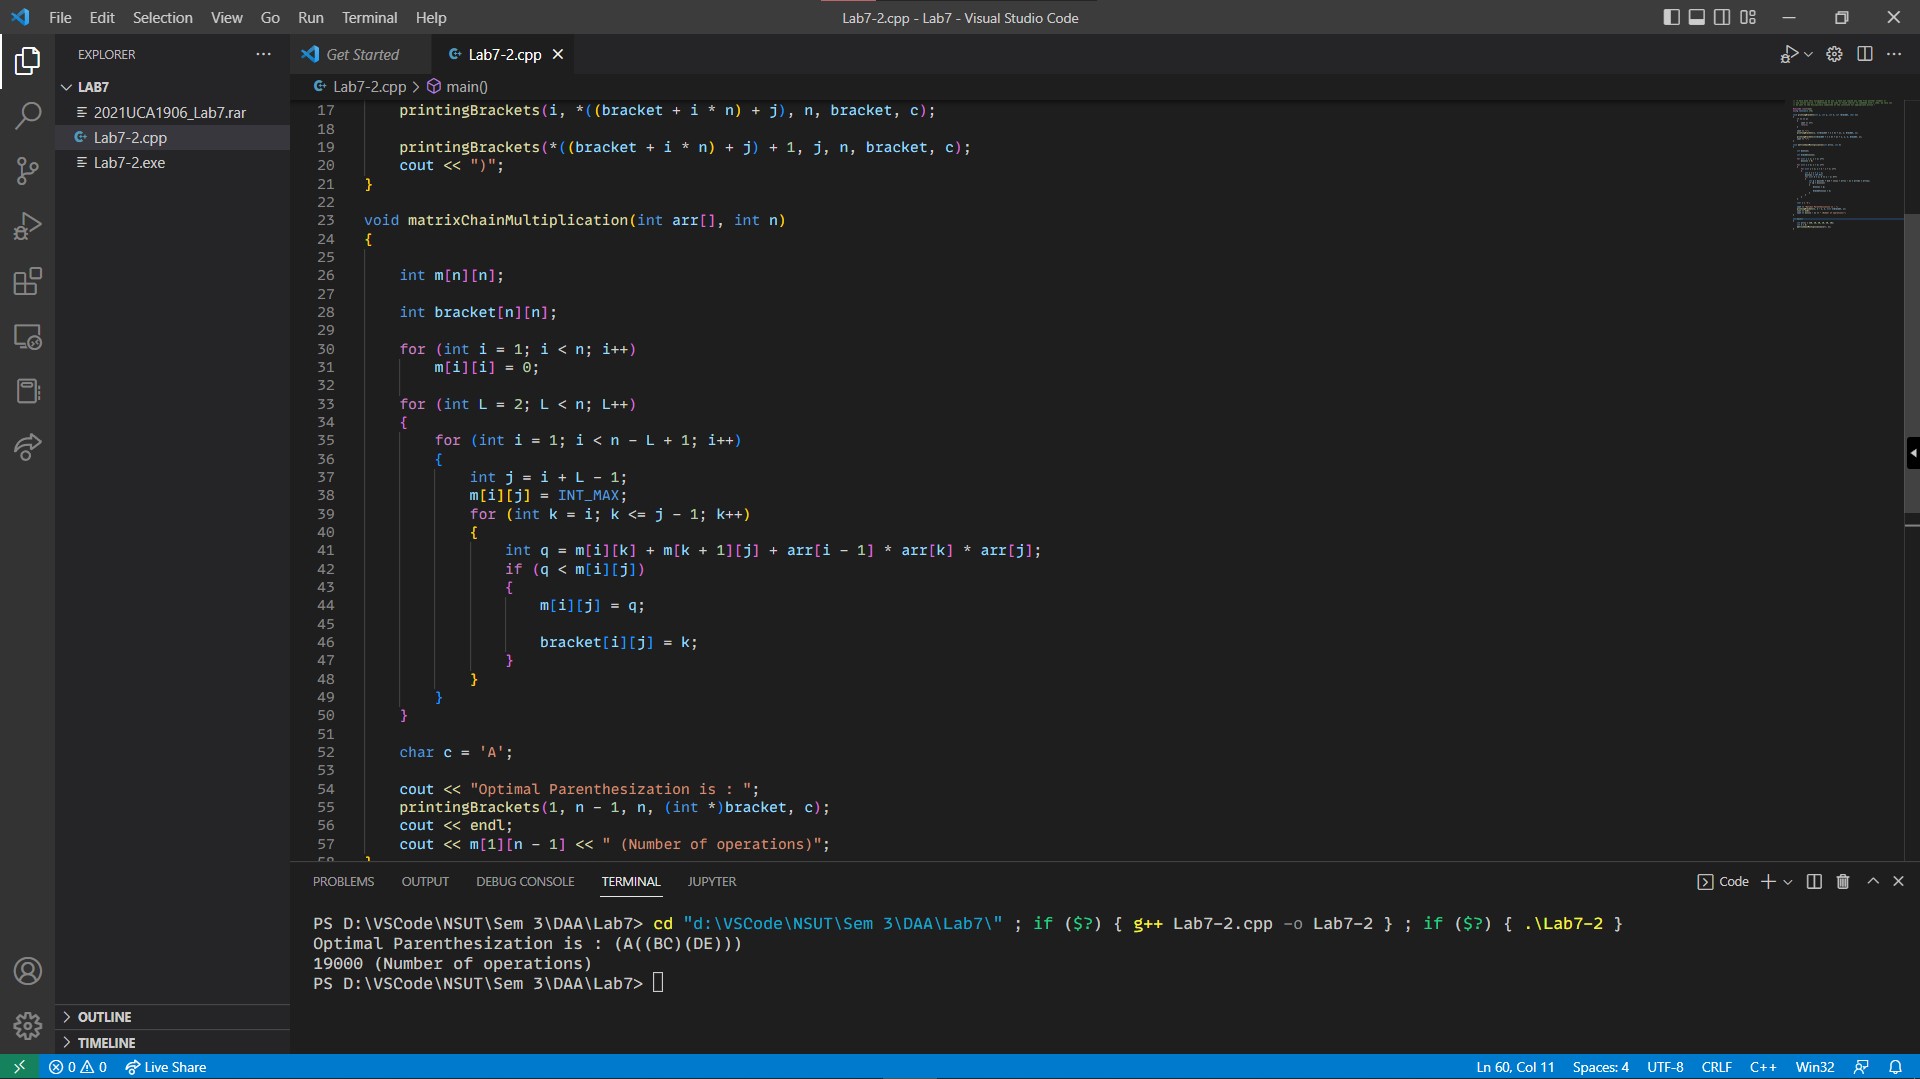 File Edit Selection View Go Run Terminal Help
Lab7-2.cpp - Lab7 - Visual Studio Code
EXPLORER
LAB7
2021UCA1906_Lab7.rar
Lab7-2.cpp
Lab7-2.exe
OUTLINE
TIMELINE
Get Started
Lab7-2.cpp
Lab7-2.cpp > main()
17 printingBrackets(i, *((bracket + i * n) + j), n, bracket, c);
18
19 printingBrackets(*((bracket + i * n) + j) + 1, j, n, bracket, c);
20 cout << ")";
21 }
22
23 void matrixChainMultiplication(int arr[], int n)
24 {
25
26 int m[n][n];
27
28 int bracket[n][n];
29
30 for (int i = 1; i < n; i++)
31 m[i][i] = 0;
32
33 for (int L = 2; L < n; L++)
34 {
35 for (int i = 1; i < n - L + 1; i++)
36 {
37 int j = i + L - 1;
38 m[i][j] = INT_MAX;
39 for (int k = i; k <= j - 1; k++)
40 {
41 int q = m[i][k] + m[k + 1][j] + arr[i - 1] * arr[k] * arr[j];
42 if (q < m[i][j])
43 {
44 m[i][j] = q;
45
46 bracket[i][j] = k;
47 }
48 }
49 }
50 }
51
52 char c = 'A';
53
54 cout << "Optimal Parenthesization is : ";
55 printingBrackets(1, n - 1, n, (int *)bracket, c);
56 cout << endl;
57 cout << m[1][n - 1] << " (Number of operations)";
PROBLEMS OUTPUT DEBUG CONSOLE TERMINAL JUPYTER
Code
PS D:\VSCode\NSUT\Sem 3\DAA\Lab7> cd "d:\VSCode\NSUT\Sem 3\DAA\Lab7\" ; if ($?) { g++ Lab7-2.cpp -o Lab7-2 } ; if ($?) { .\Lab7-2 }
Optimal Parenthesization is : (A((BC)(DE)))
19000 (Number of operations)
PS D:\VSCode\NSUT\Sem 3\DAA\Lab7>
0 0 Live Share
Ln 60, Col 11 Spaces: 4 UTF-8 CRLF C++ Win32